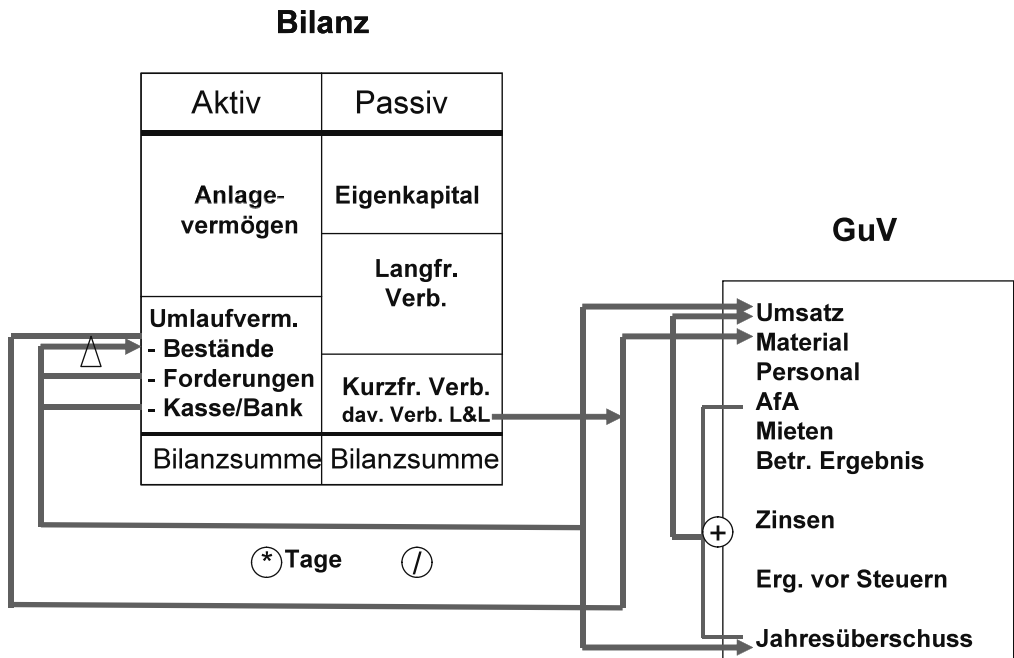 Bilanz
Aktiv
Passiv
Anlage-
vermögen
Eigenkapital
Langfr.
Verb.
Umlaufverm.
- Bestände
- Forderungen
- Kasse/Bank
Kurzfr. Verb.
dav. Verb. L&L
Bilanzsumme
Bilanzsumme
* Tage
/
GuV
Umsatz
Material
Personal
AfA
Mieten
Betr. Ergebnis
+
Zinsen
Erg. vor Steuern
Jahresüberschuss